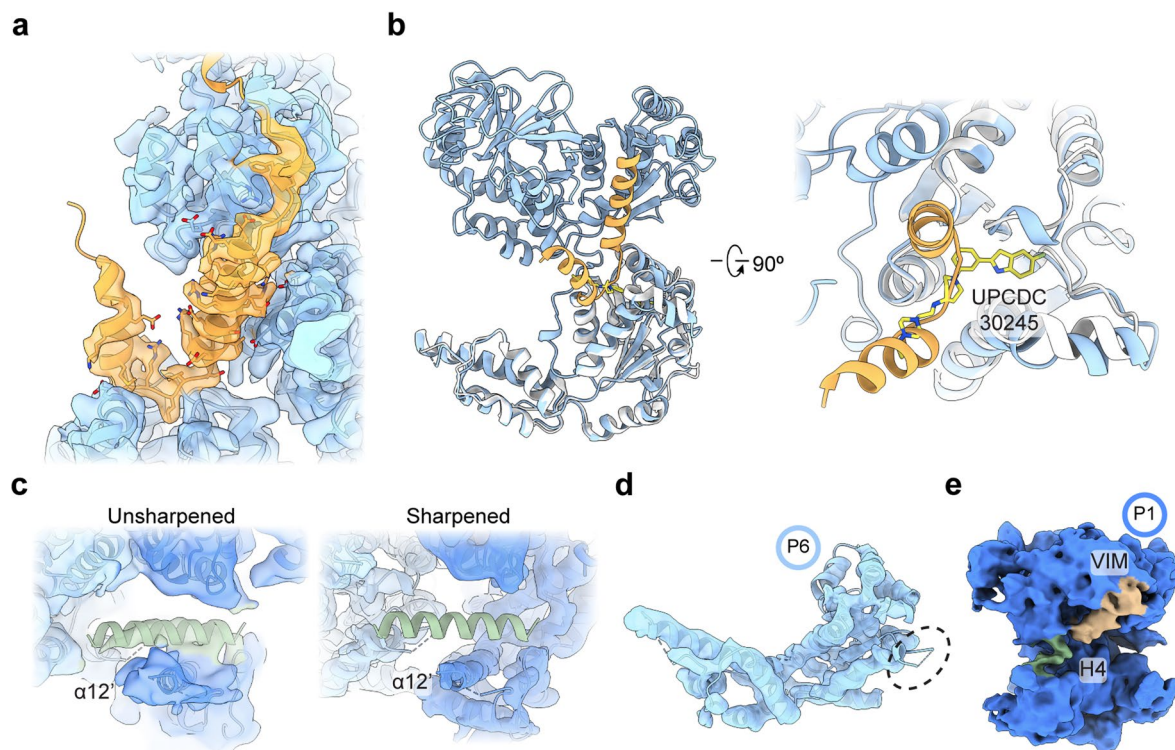 a
b
90º
UPCDC
30245
c
Unsharpened
Sharpened
α12'
α12'
d
P6
e
P1
VIM
H4